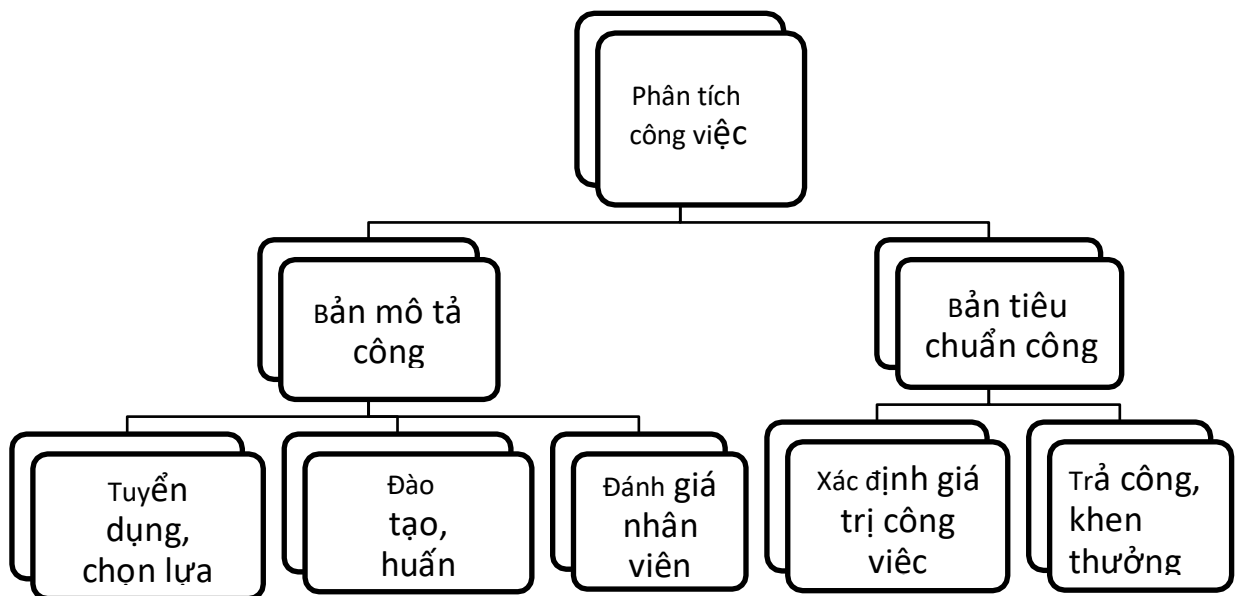 Phân tích
công việc
Bản mô tả
công
Bản tiêu
chuẩn công
Tuyển
dụng,
chọn lựa
Đào
tạo,
huấn
Đánh giá
nhân
viên
Xác định giá
trị công
viêc
Trả công,
khen
thưởng